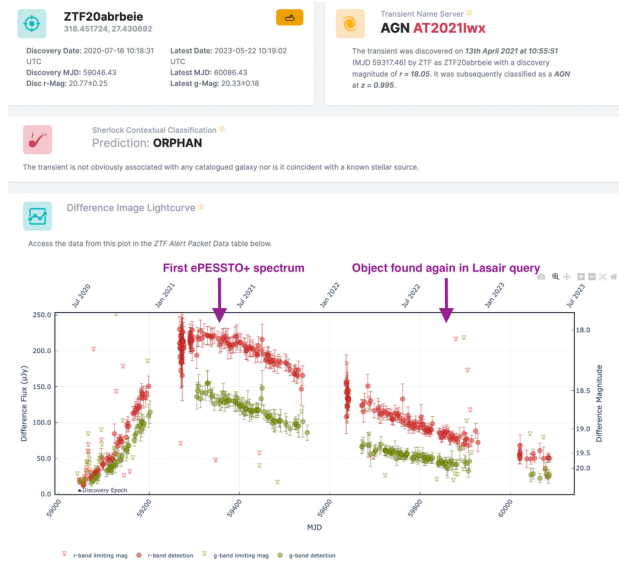 ZTF20abrbeie
318.451724, 27.430692
Discovery Date: 2020-07-16 10:18:31 UTC
Discovery MJD: 59046.43
Disc r-Mag: 20.77±0.25
Latest Date: 2023-05-22 10:19:02 UTC
Latest MJD: 60086.43
Latest g-Mag: 20.33±0.18
Transient Name Server
AGN AT2021lwx
The transient was discovered on 13th April 2021 at 10:55:51
(MJD 59317.46) by ZTF as ZTF20abrbeie with a discovery
magnitude of r = 18.05. It was subsequently classified as a AGN
at z = 0.995.
Sherlock Contextual Classification
Prediction: ORPHAN
The transient is not obviously associated with any catalogued galaxy nor is it coincident with a known stellar source.
Difference Image Lightcurve
Access the data from this plot in the ZTF Alert Packet Data table below.
First ePESSTO+ spectrum
Object found again in Lasair query
Jul 2020
Jan 2021
Jul 2021
Jan 2022
Jul 2022
Jan 2023
Jul 2023
250.0
200.0
150.0
100.0
50.0
0.0
Difference Flux (μJy)
18.0
18.5
19.0
19.5
20.0
Difference Magnitude
Discovery Epoch
59000
59200
59400
59600
59800
60000
MJD
r-band limiting mag
r-band detection
g-band limiting mag
g-band detection